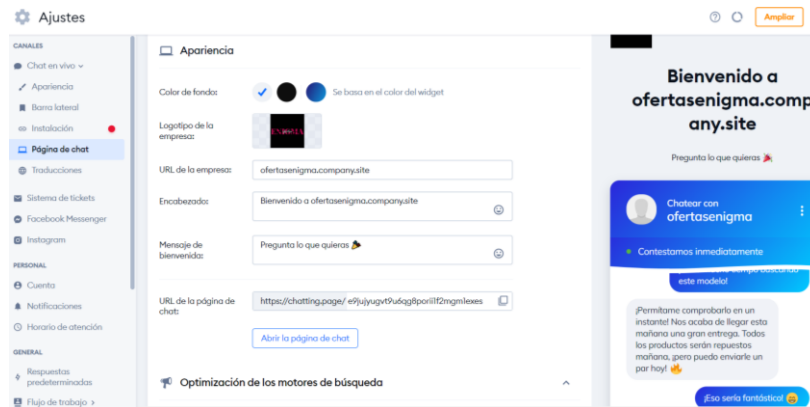 Ajustes
Ampliar
CANALES
Chat en vivo
Apariencia
Barra lateral
Instalación
Página de chat
Traducciones
Sistema de tickets
Facebook Messenger
Instagram
PERSONAL
Cuenta
Notificaciones
Horario de atención
GENERAL
Respuestas
predeterminadas
Flujo de trabajo
Apariencia
Color de fondo:
Se basa en el color del widget
Logotipo de la
empresa:
ENIGMA
URL de la empresa:
ofertasenigma.company.site
Encabezado:
Bienvenido a ofertasenigma.company.site
Mensaje de
bienvenida:
Pregunta lo que quieras
URL de la página de
chat:
https://chatting.page/
Abrir la página de chat
Optimización de los motores de búsqueda
Bienvenido a
ofertasenigma.comp
any.site
Pregunta lo que quieras
Chatear con
ofertasenigma
Contestamos inmediatamente
este modelo!
¡Permítame comprobarlo en un
instante! Nos acaba de llegar esta
mañana una gran entrega. Todos
los productos serán repuestos
mañana, pero puedo enviarle un
par hoy!
¡Eso sería fantástico!